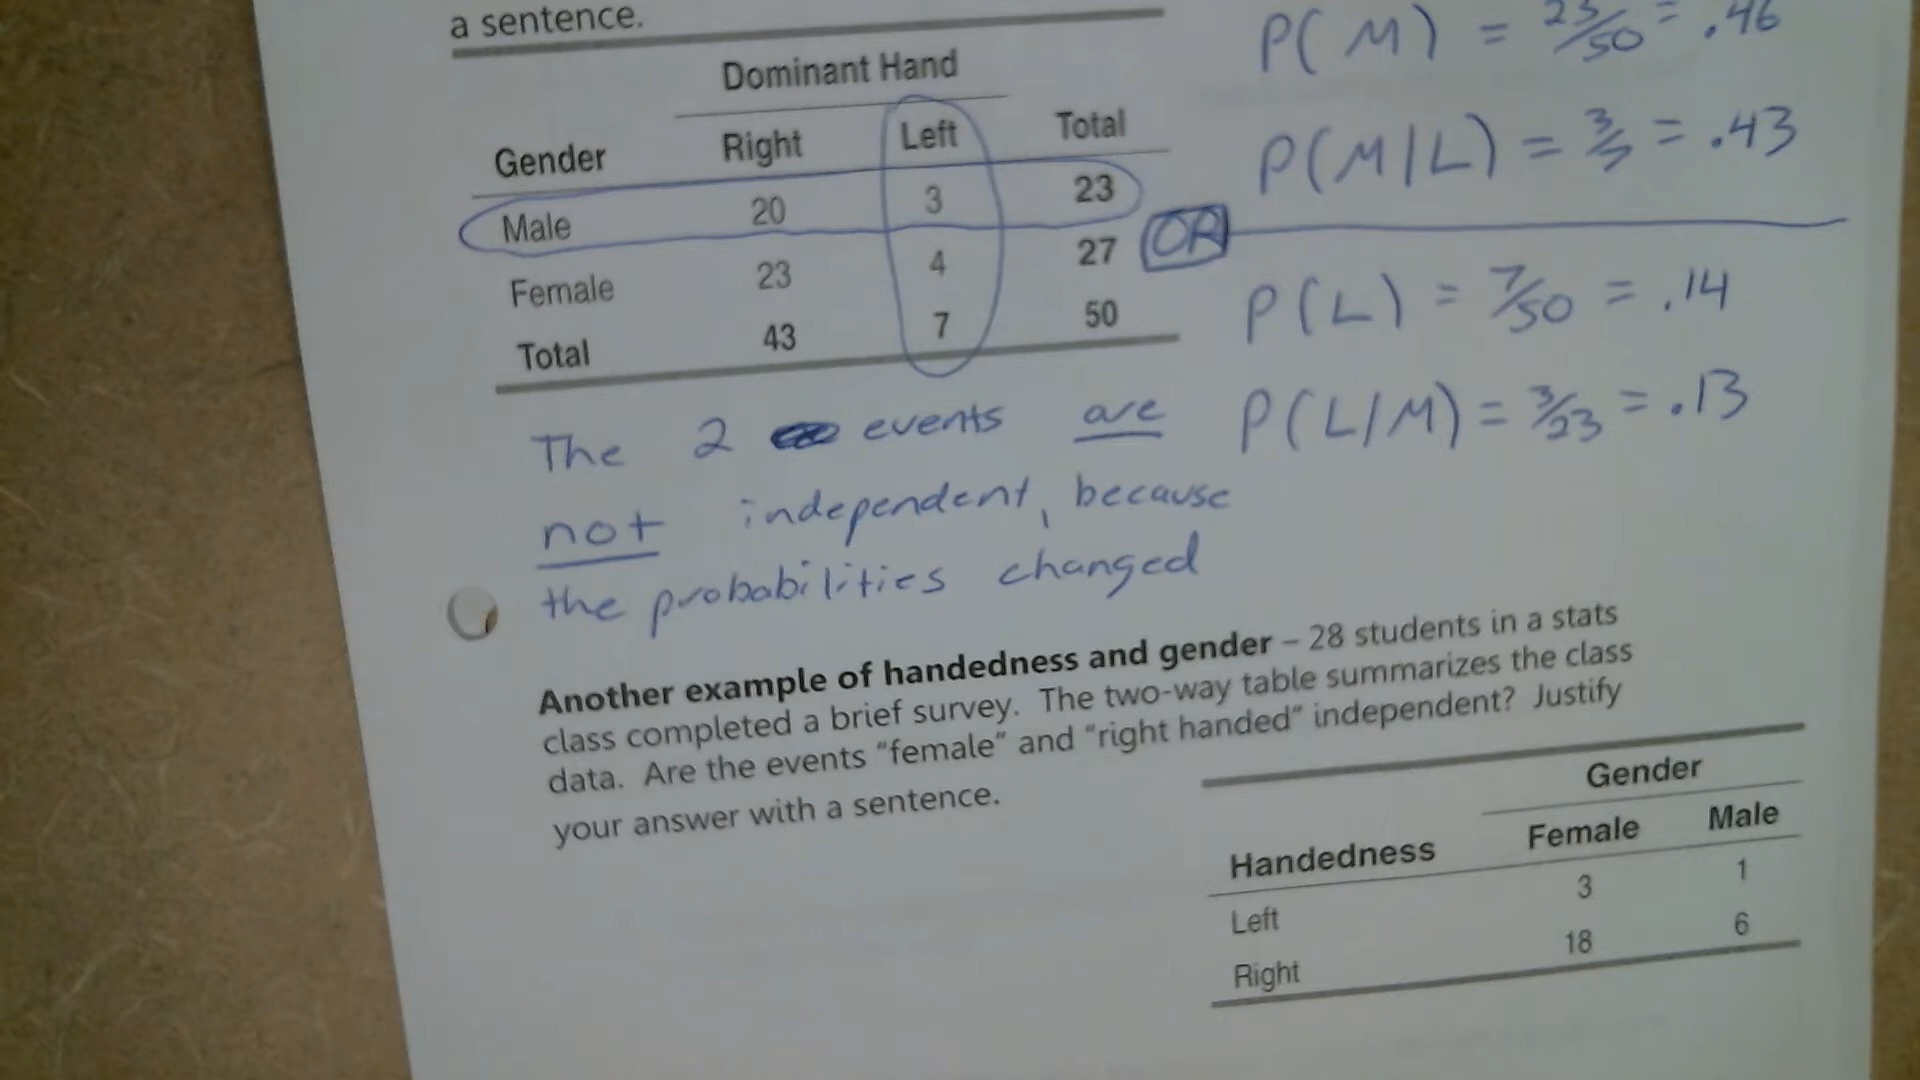 a sentence.
P(M) = 23/50 = .46
Dominant Hand
Gender Right Left Total
P(M|L) = 3/7 = .43
Male 20 3 23
OR
Female 23 4 27
P(L) = 7/50 = .14
Total 43 7 50
P(L|M) = 3/23 = .13
The 2 events are
not independent, because
the probabilities changed
Another example of handedness and gender – 28 students in a stats
class completed a brief survey. The two-way table summarizes the class
data. Are the events "female" and "right handed" independent? Justify
your answer with a sentence.
Gender
Handedness Female Male
Left 3 1
Right 18 6